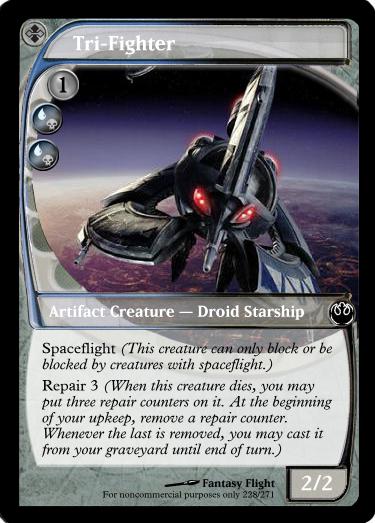 Tri-Fighter
1
Artifact Creature — Droid Starship
Spaceflight (This creature can only block or be
blocked by creatures with spaceflight.)
Repair 3 (When this creature dies, you may
put three repair counters on it. At the beginning
of your upkeep, remove a repair counter.
Whenever the last is removed, you may cast it
from your graveyard until end of turn.)
Fantasy Flight
For noncommercial purposes only 228/271
2/2